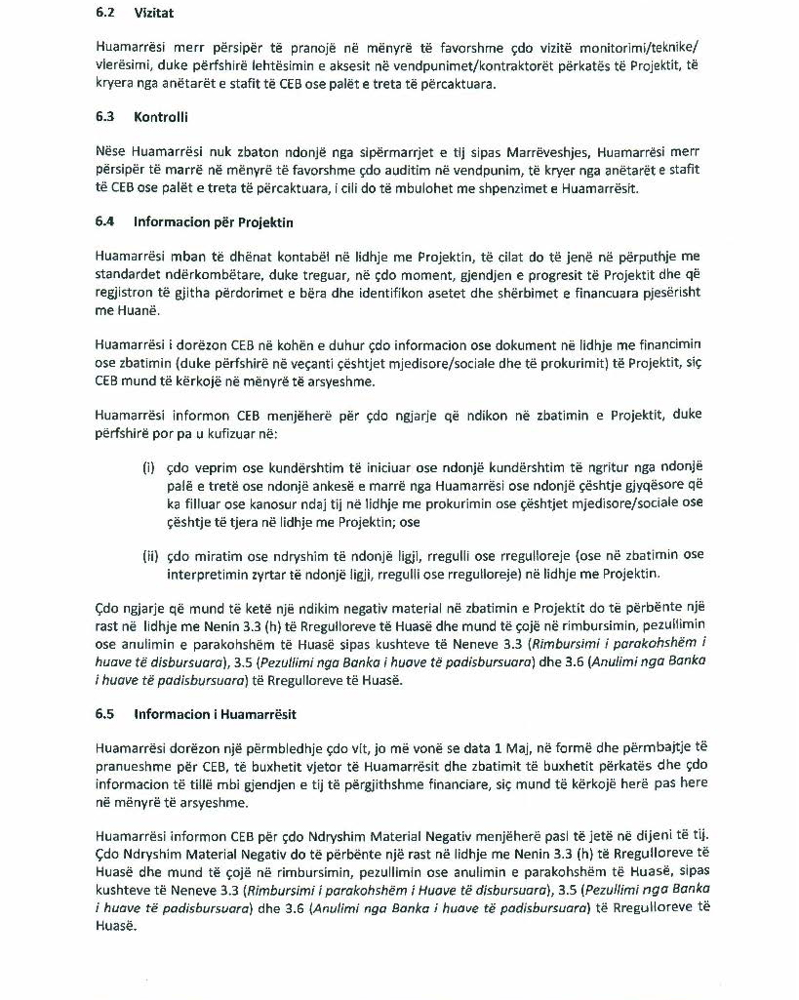 6.2 Vizitat
Huamarrësi merr përsipër të pranojë në mënyrë të favorshme çdo vizitë monitorimi/teknike/
vlerësimi, duke përfshirë lehtësimin e aksesit në vendpunimet/kontraktorët përkatës të Projektit, të
kryera nga anëtarët e stafit të CEB ose palët e treta të përcaktuara.
6.3 Kontrolli
Nëse Huamarrësi nuk zbaton ndonjë nga sipërmarrjet e tij sipas Marrëveshjes, Huamarrësi merr
përsipër të marrë në mënyrë të favorshme çdo auditim në vendpunim, të kryer nga anëtarët e stafit
të CEB ose palët e treta të përcaktuara, i cili do të mbulohet me shpenzimet e Huamarrësit.
6.4 Informacion për Projektin
Huamarrësi mban të dhënat kontabël në lidhje me Projektin, të cilat do të jenë në përputhje me
standardet ndërkombëtare, duke treguar, në çdo moment, gjendjen e progresit të Projektit dhe që
regjistron të gjitha përdorimet e bëra dhe identifikon asetet dhe shërbimet e financuara pjesërisht
me Huanë.
Huamarrësi i dorëzon CEB në kohën e duhur çdo informacion ose dokument në lidhje me financimin
ose zbatimin (duke përfshirë në veçanti çështjet mjedisore/sociale dhe të prokurimit) të Projektit, siç
CEB mund të kërkojë në mënyrë të arsyeshme.
Huamarrësi informon CEB menjëherë për çdo ngjarje që ndikon në zbatimin e Projektit, duke
përfshirë por pa u kufizuar në:
(i) çdo veprim ose kundërshtim të iniciuar ose ndonjë kundërshtim të ngritur nga ndonjë
palë e tretë ose ndonjë ankesë e marrë nga Huamarrësi ose ndonjë çështje gjyqësore që
ka filluar ose kanosur ndaj tij në lidhje me prokurimin ose çështjet mjedisore/sociale ose
çështje të tjera në lidhje me Projektin; ose
(ii) çdo miratim ose ndryshim të ndonjë ligji, rregulli ose rregulloreje (ose në zbatimin ose
interpretimin zyrtar të ndonjë ligji, rregulli ose rregulloreje) në lidhje me Projektin.
Çdo ngjarje që mund të ketë një ndikim negativ material në zbatimin e Projektit do të përbënte një
rast në lidhje me Nenin 3.3 (h) të Rregulloreve të Huasë dhe mund të çojë në rimbursimin, pezullimin
ose anulimin e parakohshëm të Huasë sipas kushteve të Neneve 3.3 (Rimbursimi i parakohshëm i
huave të disbursuara), 3.5 (Pezullimi nga Banka i huave të padisbursuara) dhe 3.6 (Anulimi nga Banka
i huave të padisbursuara) të Rregulloreve të Huasë.
6.5 Informacion i Huamarrësit
Huamarrësi dorëzon një përmbledhje çdo vit, jo më vonë se data 1 Maj, në formë dhe përmbajtje të
pranueshme për CEB, të buxhetit vjetor të Huamarrësit dhe zbatimit të buxhetit përkatës dhe çdo
informacion të tillë mbi gjendjen e tij të përgjithshme financiare, siç mund të kërkojë herë pas here
në mënyrë të arsyeshme.
Huamarrësi informon CEB për çdo Ndryshim Material Negativ menjëherë pasi të jetë në dijeni të tij.
Çdo Ndryshim Material Negativ do të përbënte një rast në lidhje me Nenin 3.3 (h) të Rregulloreve të
Huasë dhe mund të çojë në rimbursimin, pezullimin ose anulimin e parakohshëm të Huasë, sipas
kushteve të Neneve 3.3 (Rimbursimi i parakohshëm i Huave të disbursuara), 3.5 (Pezullimi nga Banka
i huave të padisbursuara) dhe 3.6 (Anulimi nga Banka i huave të padisbursuara) të Rregulloreve të
Huasë.